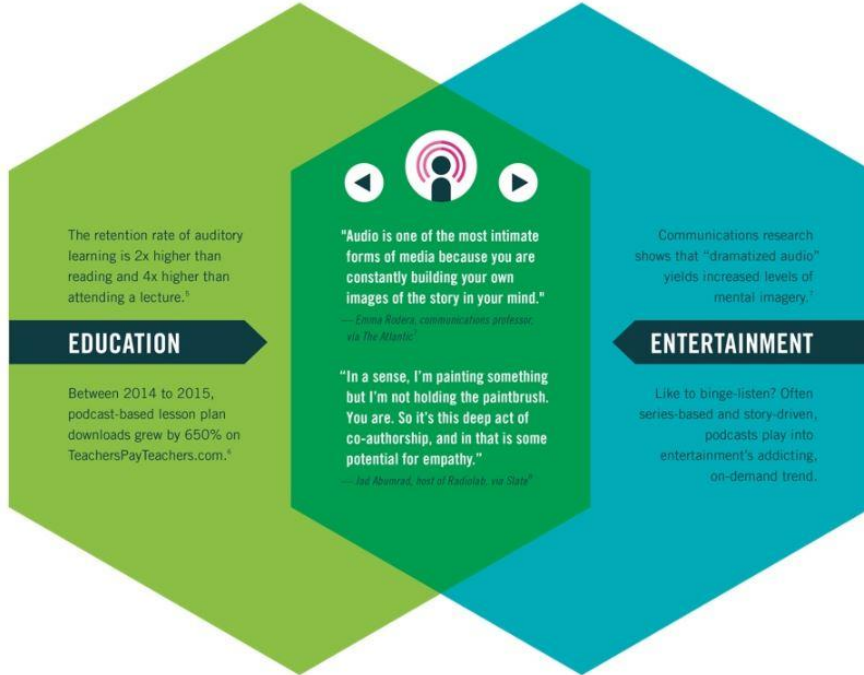 The retention rate of auditory
learning is 2x higher than
reading and 4x higher than
attending a lecture.⁵
EDUCATION
Between 2014 to 2015,
podcast-based lesson plan
downloads grew by 650% on
TeachersPayTeachers.com.⁶
"Audio is one of the most intimate
forms of media because you are
constantly building your own
images of the story in your mind."
— Emma Rodera, communications professor,
via The Atlantic⁷
“In a sense, I'm painting something
but I'm not holding the paintbrush.
You are. So it's this deep act of
co-authorship, and in that is some
potential for empathy.”
— Jad Abumrad, host of Radiolab, via Slate⁸
Communications research
shows that “dramatized audio”
yields increased levels of
mental imagery.⁷
ENTERTAINMENT
Like to binge-listen? Often
series-based and story-driven,
podcasts play into
entertainment's addicting,
on-demand trend.